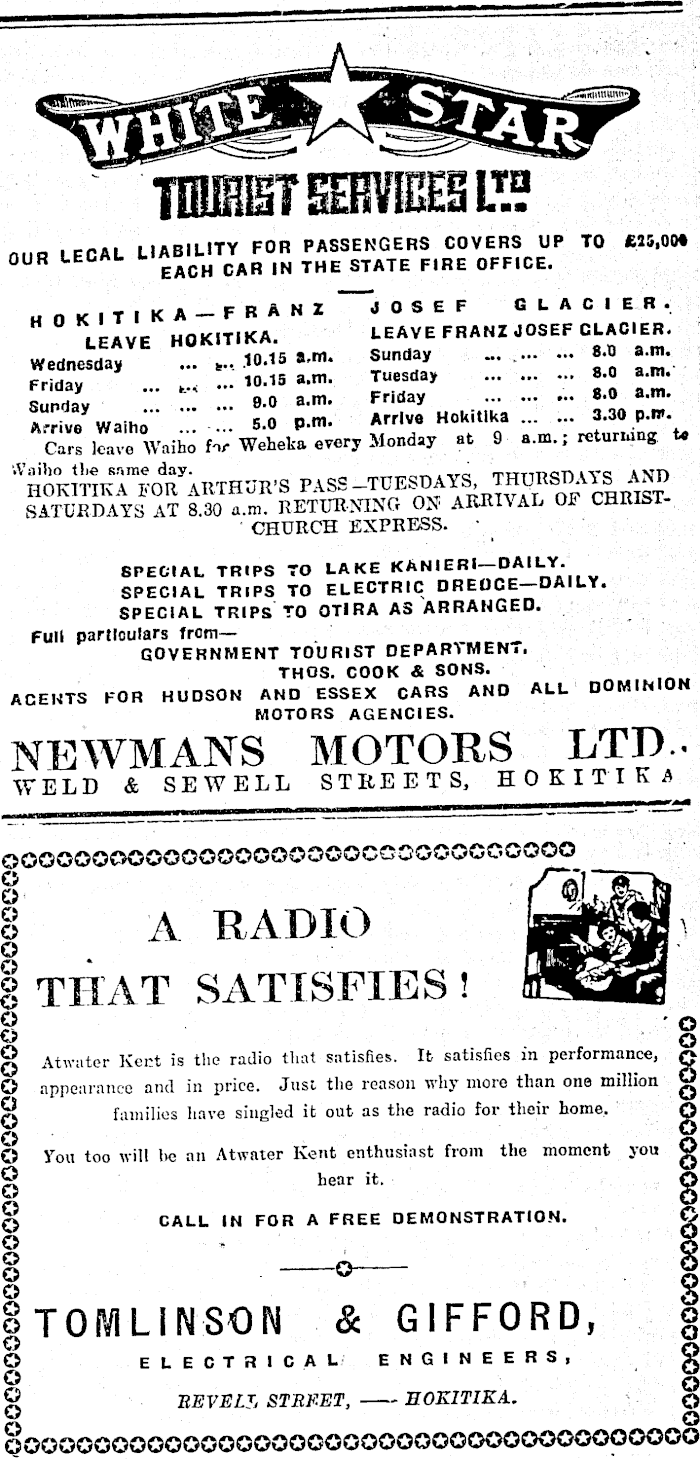 WHITE STAR
TOURIST SERVICES LTD
OUR LEGAL LIABILITY FOR PASSENGERS COVERS UP TO £25,000
EACH CAR IN THE STATE FIRE OFFICE.
HOKITIKA—FRANZ JOSEF GLACIER.
LEAVE HOKITIKA.
Wednesday ... ... 10.15 a.m.
Friday ... ... ... 10.15 a.m.
Sunday ... ... ... 9.0 a.m.
Arrive Waiho ... ... 5.0 p.m.
LEAVE FRANZ JOSEF GLACIER.
Sunday ... ... ... 8.0 a.m.
Tuesday ... ... ... 8.0 a.m.
Friday ... ... ... 8.0 a.m.
Arrive Hokitika ... ... 3.30 p.m.
Cars leave Waiho for Weheka every Monday at 9 a.m.; returning to
Waiho the same day.
HOKITIKA FOR ARTHUR'S PASS—TUESDAYS, THURSDAYS AND
SATURDAYS AT 8.30 a.m. RETURNING ON ARRIVAL OF CHRIST-
CHURCH EXPRESS.
SPECIAL TRIPS TO LAKE KANIERI—DAILY.
SPECIAL TRIPS TO ELECTRIC DREDGE—DAILY.
SPECIAL TRIPS TO OTIRA AS ARRANGED.
Full particulars from—
GOVERNMENT TOURIST DEPARTMENT.
THOS. COOK & SONS.
AGENTS FOR HUDSON AND ESSEX CARS AND ALL DOMINION
MOTORS AGENCIES.
NEWMANS MOTORS LTD.
WELD & SEWELL STREETS, HOKITIKA
A RADIO
THAT SATISFIES!
Atwater Kent is the radio that satisfies. It satisfies in performance,
appearance and in price. Just the reason why more than one million
families have singled it out as the radio for their home.
You too will be an Atwater Kent enthusiast from the moment you
hear it.
CALL IN FOR A FREE DEMONSTRATION.
TOMLINSON & GIFFORD,
ELECTRICAL ENGINEERS,
REVELL STREET, —— HOKITIKA.